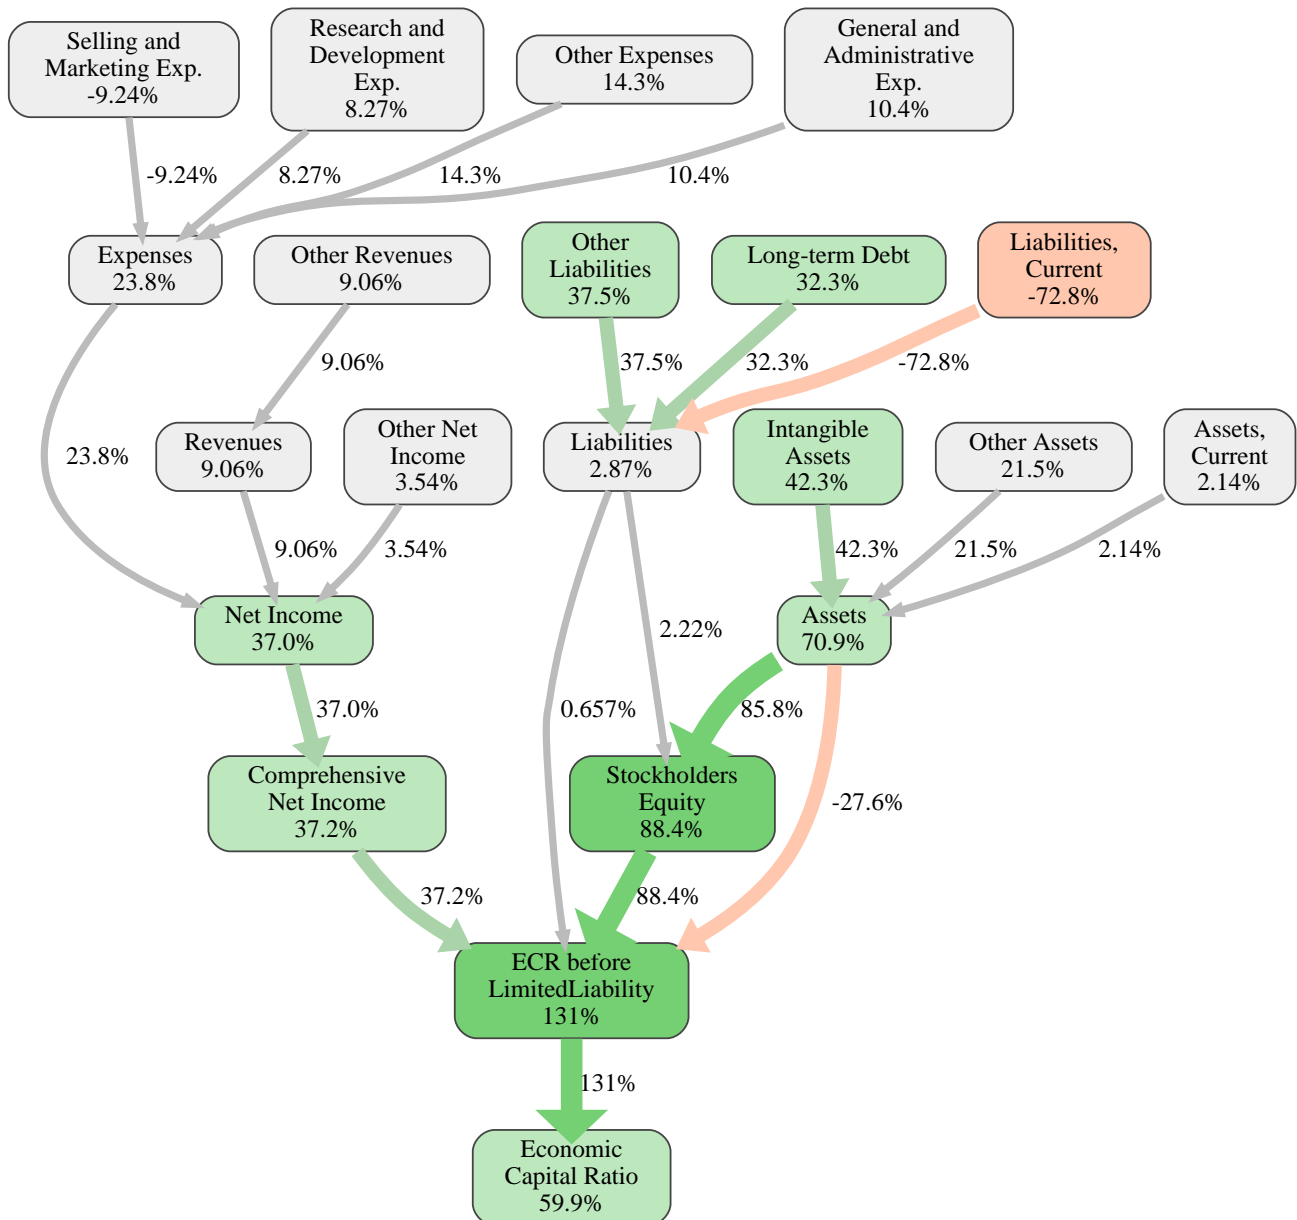 Selling and
Marketing Exp.
-9.24%
Research and
Development
Exp.
8.27%
Other Expenses
14.3%
General and
Administrative
Exp.
10.4%
-9.24%
8.27%
14.3%
10.4%
Expenses
23.8%
Other Revenues
9.06%
Other
Liabilities
37.5%
Long-term Debt
32.3%
Liabilities,
Current
-72.8%
9.06%
37.5%
32.3%
-72.8%
23.8%
Revenues
9.06%
Other Net
Income
3.54%
Liabilities
2.87%
Intangible
Assets
42.3%
Other Assets
21.5%
Assets,
Current
2.14%
9.06%
3.54%
42.3%
21.5%
2.14%
Net Income
37.0%
2.22%
Assets
70.9%
37.0%
0.657%
85.8%
Comprehensive
Net Income
37.2%
Stockholders
Equity
88.4%
-27.6%
37.2%
88.4%
ECR before
LimitedLiability
131%
131%
Economic
Capital Ratio
59.9%